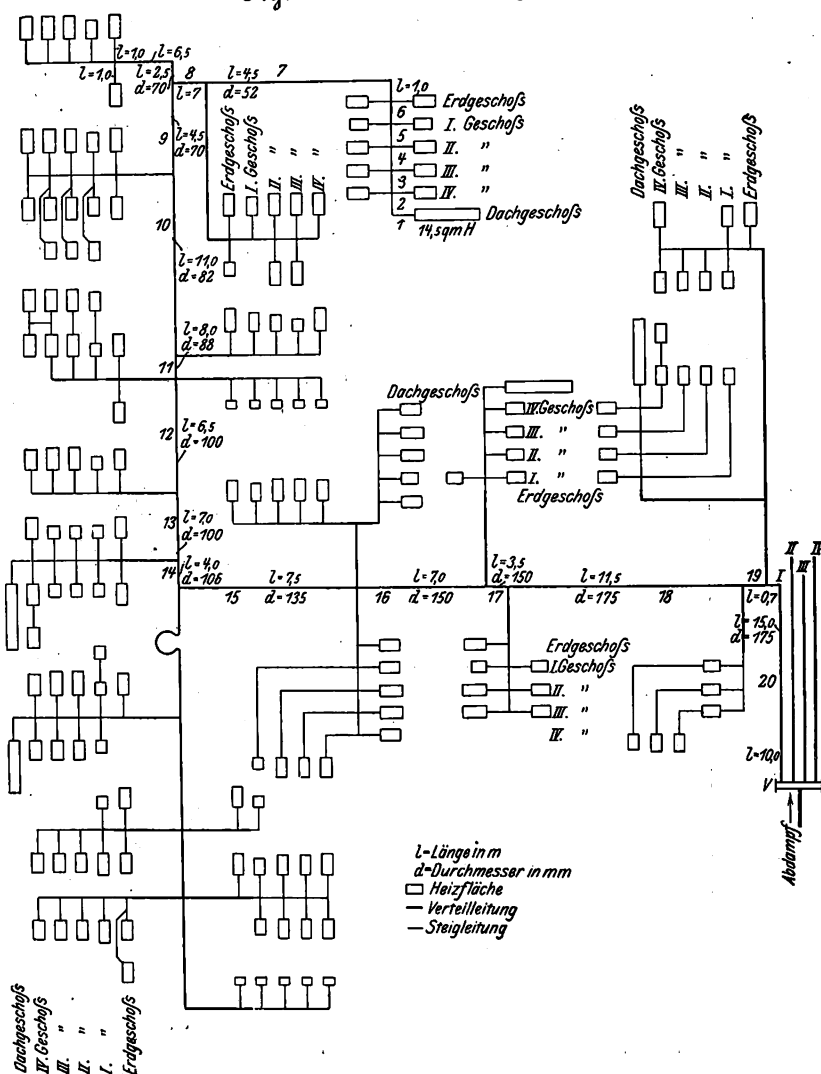 l=1,0 l=6,5
l=1,0 l=2,5 8 l=4,5 7 l=1,0
d=70 l=7 d=52
Erdgeschoß
6 I. Geschoß
5 II. "
4 III. "
3 IV. "
2 Dachgeschoß
1 14,5qm H
9 l=4,5
d=70
Erdgeschoß
I. Geschoß
II. "
III. "
IV. "
Dachgeschoß
IV. Geschoß
III. "
II. "
I. "
Erdgeschoß
10
l=11,0
d=82
l=8,0
d=88
11
Dachgeschoß
IV. Geschoß
III. "
II. "
I. "
Erdgeschoß
12 l=6,5
d=100
13 l=7,0
d=100
14 l=4,0
d=106
l=7,5 l=7,0 l=3,5 l=11,5 19 I II III IV
15 d=135 16 d=150 17 d=150 d=175 18 l=0,7
l=15,0
d=175
20
l=10,0
V
Abdampf
Erdgeschoß
I. Geschoß
II. "
III. "
IV. "
l=Länge in m
d=Durchmesser in mm
Heizfläche
Verteilleitung
Steigleitung
Dachgeschoß
IV. Geschoß
III. "
II. "
I. "
Erdgeschoß